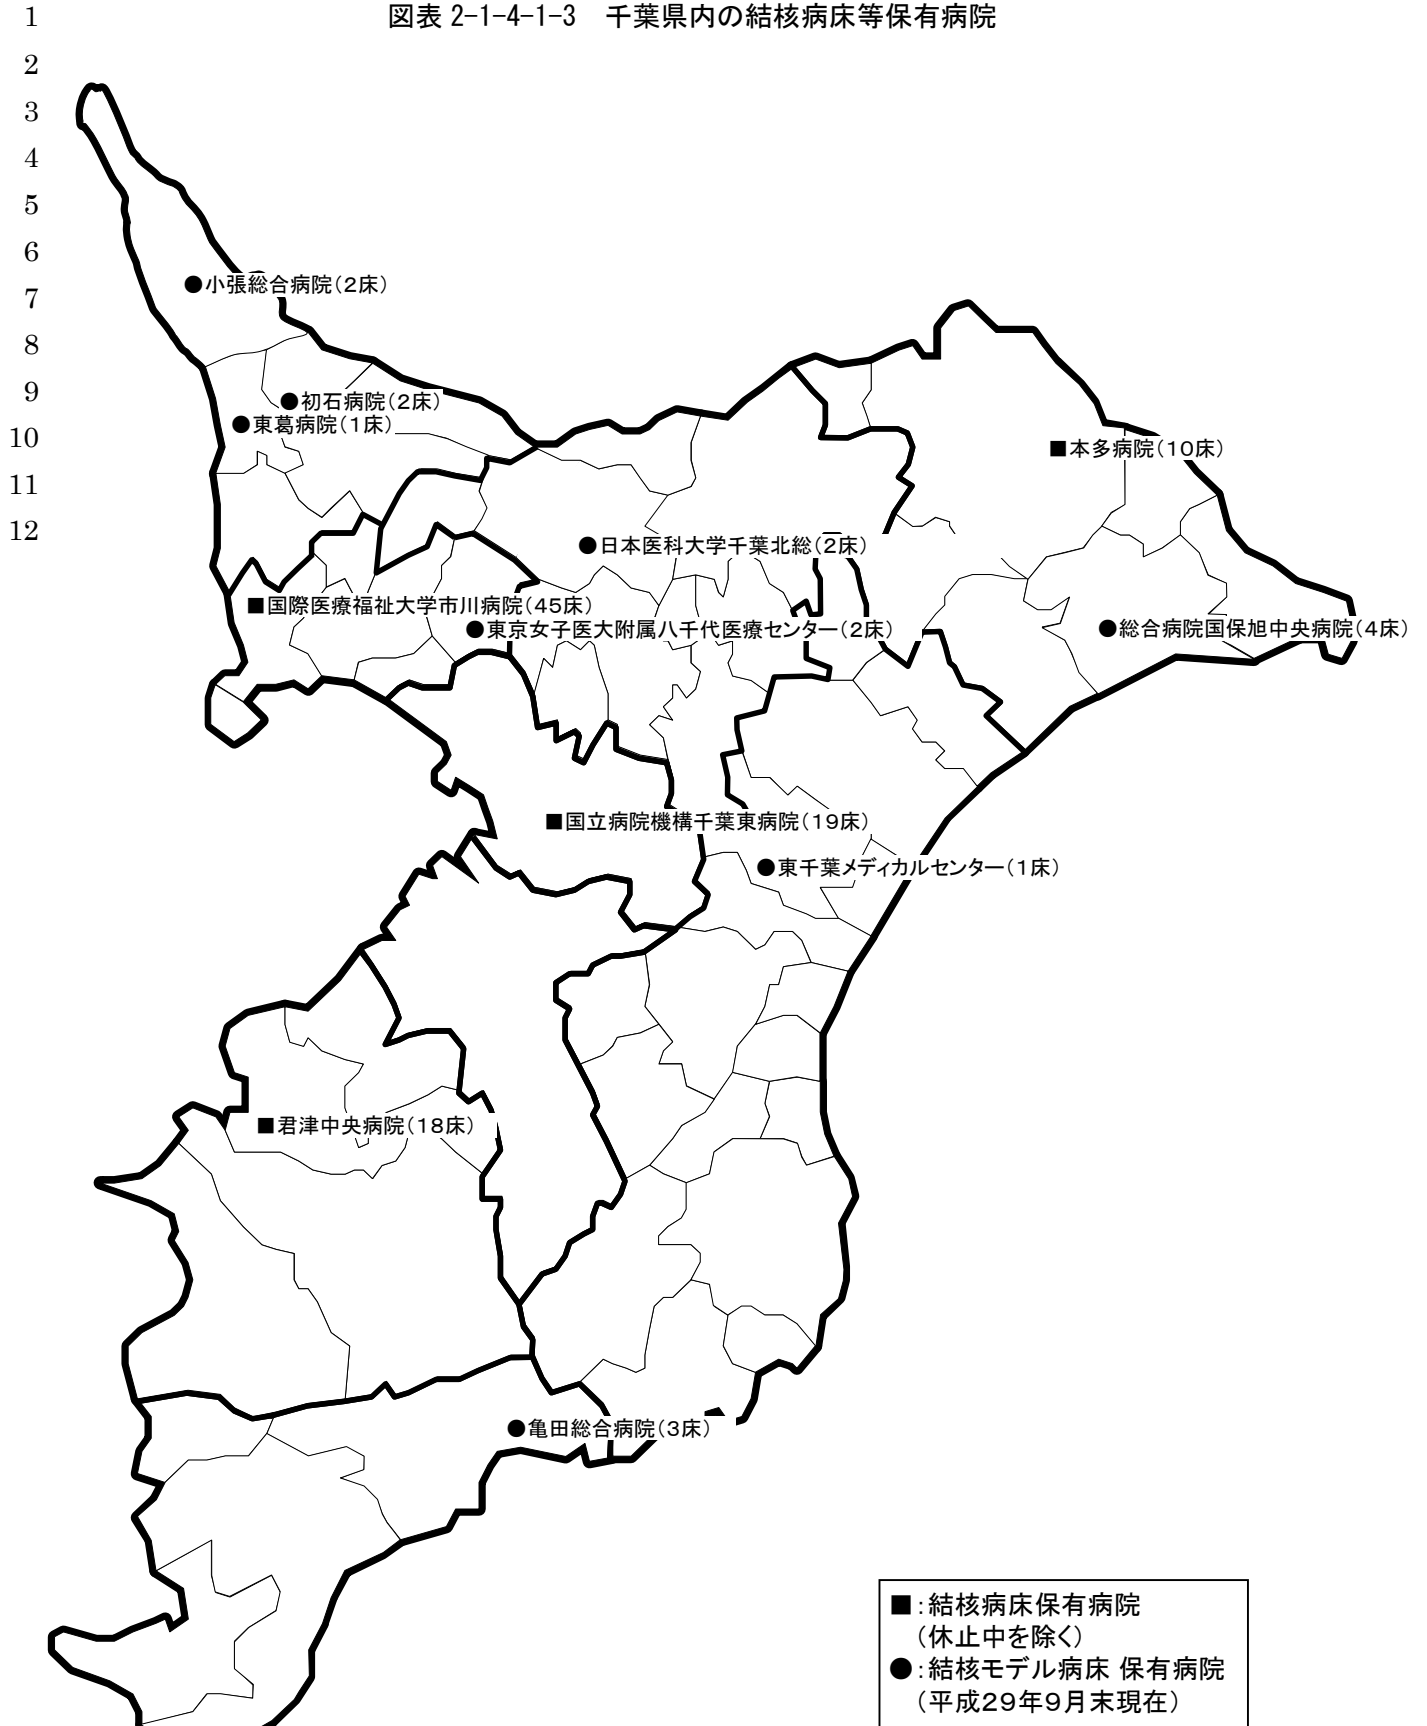 1
図表 2-1-4-1-3　千葉県内の結核病床等保有病院
2
3
4
5
6
7
8
9
10
11
12
●小張総合病院（2床）
●初石病院（2床）
●東葛病院（1床）
■本多病院（10床）
●日本医科大学千葉北総（2床）
■国際医療福祉大学市川病院（45床）
●東京女子医大附属八千代医療センター（2床）
●総合病院国保旭中央病院（4床）
■国立病院機構千葉東病院（19床）
●東千葉メディカルセンター（1床）
■君津中央病院（18床）
●亀田総合病院（3床）
■：結核病床保有病院
（休止中を除く）
●：結核モデル病床 保有病院
（平成29年9月末現在）